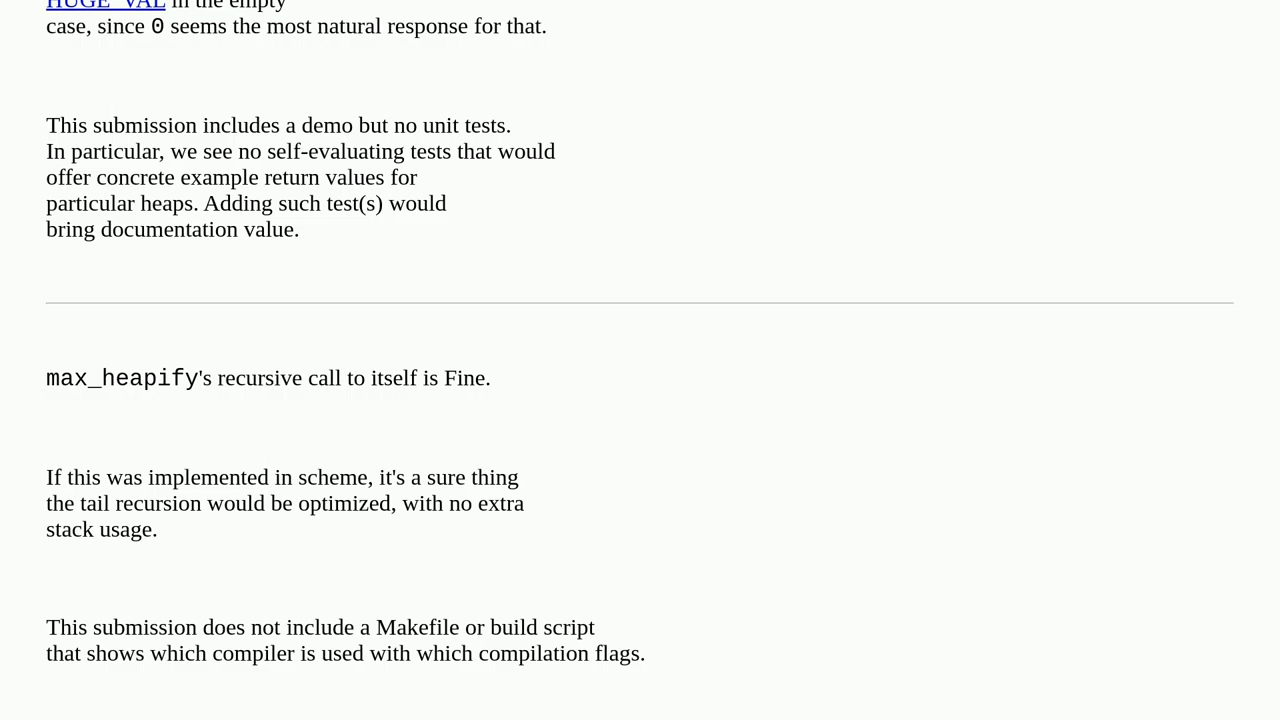 HUGE_VAL in the empty
case, since 0 seems the most natural response for that.
This submission includes a demo but no unit tests.
In particular, we see no self-evaluating tests that would
offer concrete example return values for
particular heaps. Adding such test(s) would
bring documentation value.
max_heapify's recursive call to itself is Fine.
If this was implemented in scheme, it's a sure thing
the tail recursion would be optimized, with no extra
stack usage.
This submission does not include a Makefile or build script
that shows which compiler is used with which compilation flags.